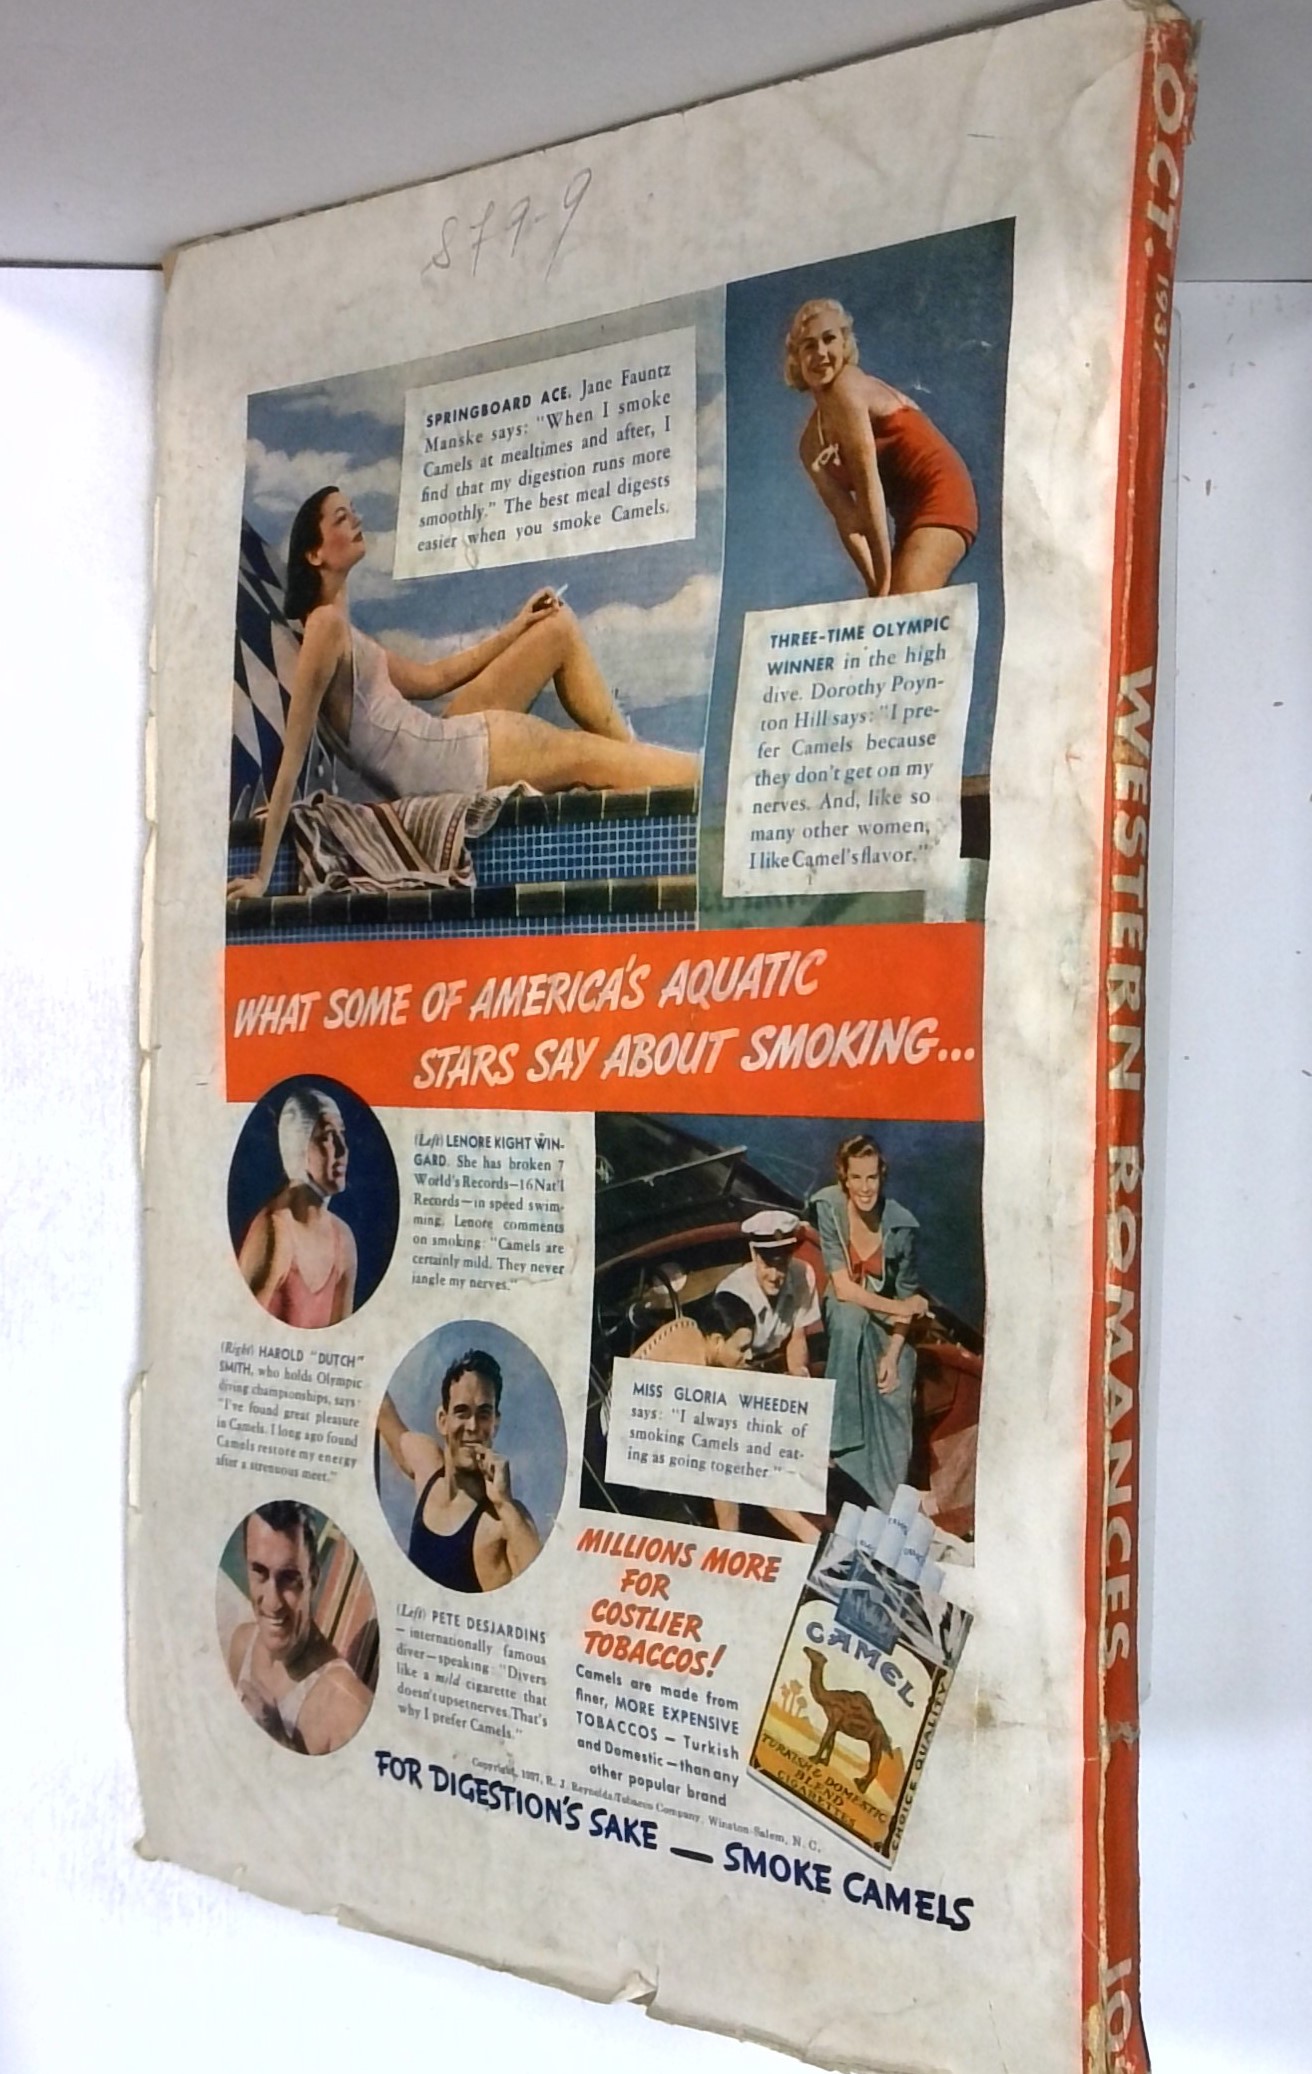 879-9
SPRINGBOARD ACE, Jane Fauntz
Manske says: "When I smoke
Camels at mealtimes and after, I
find that my digestion runs more
smoothly." The best meal digests
easier when you smoke Camels.
THREE-TIME OLYMPIC
WINNER in the high
dive. Dorothy Poyn-
ton Hill says: "I pre-
fer Camels because
they don't get on my
nerves. And, like so
many other women,
I like Camel's flavor."
WHAT SOME OF AMERICA'S AQUATIC
STARS SAY ABOUT SMOKING...
(Left) LENORE KIGHT WIN-
GARD. She has broken 7
World's Records—16 Nat'l
Records—in speed swim-
ming. Lenore comments
on smoking: "Camels are
certainly mild. They never
jangle my nerves."
(Right) HAROLD "DUTCH"
SMITH, who holds Olympic
diving championships, says
"I've found great pleasure
in Camels. I long ago found
Camels restore my energy
after a strenuous meet."
MISS GLORIA WHEEDEN
says: "I always think of
smoking Camels and eat-
ing as going together."
(Left) PETE DESJARDINS
— internationally famous
diver—speaking: "Divers
like a mild cigarette that
doesn't upset nerves. That's
why I prefer Camels."
MILLIONS MORE
FOR
COSTLIER
TOBACCOS!
Camels are made from
finer, MORE EXPENSIVE
TOBACCOS — Turkish
and Domestic—than any
other popular brand
CAMEL
TURKISH & DOMESTIC
BLEND
CIGARETTES
CHOICE QUALITY
Copyright, 1937, R. J. Reynolds Tobacco Company, Winston-Salem, N. C.
FOR DIGESTION'S SAKE — SMOKE CAMELS
OCT. 1937
WESTERN ROMANCES
10¢